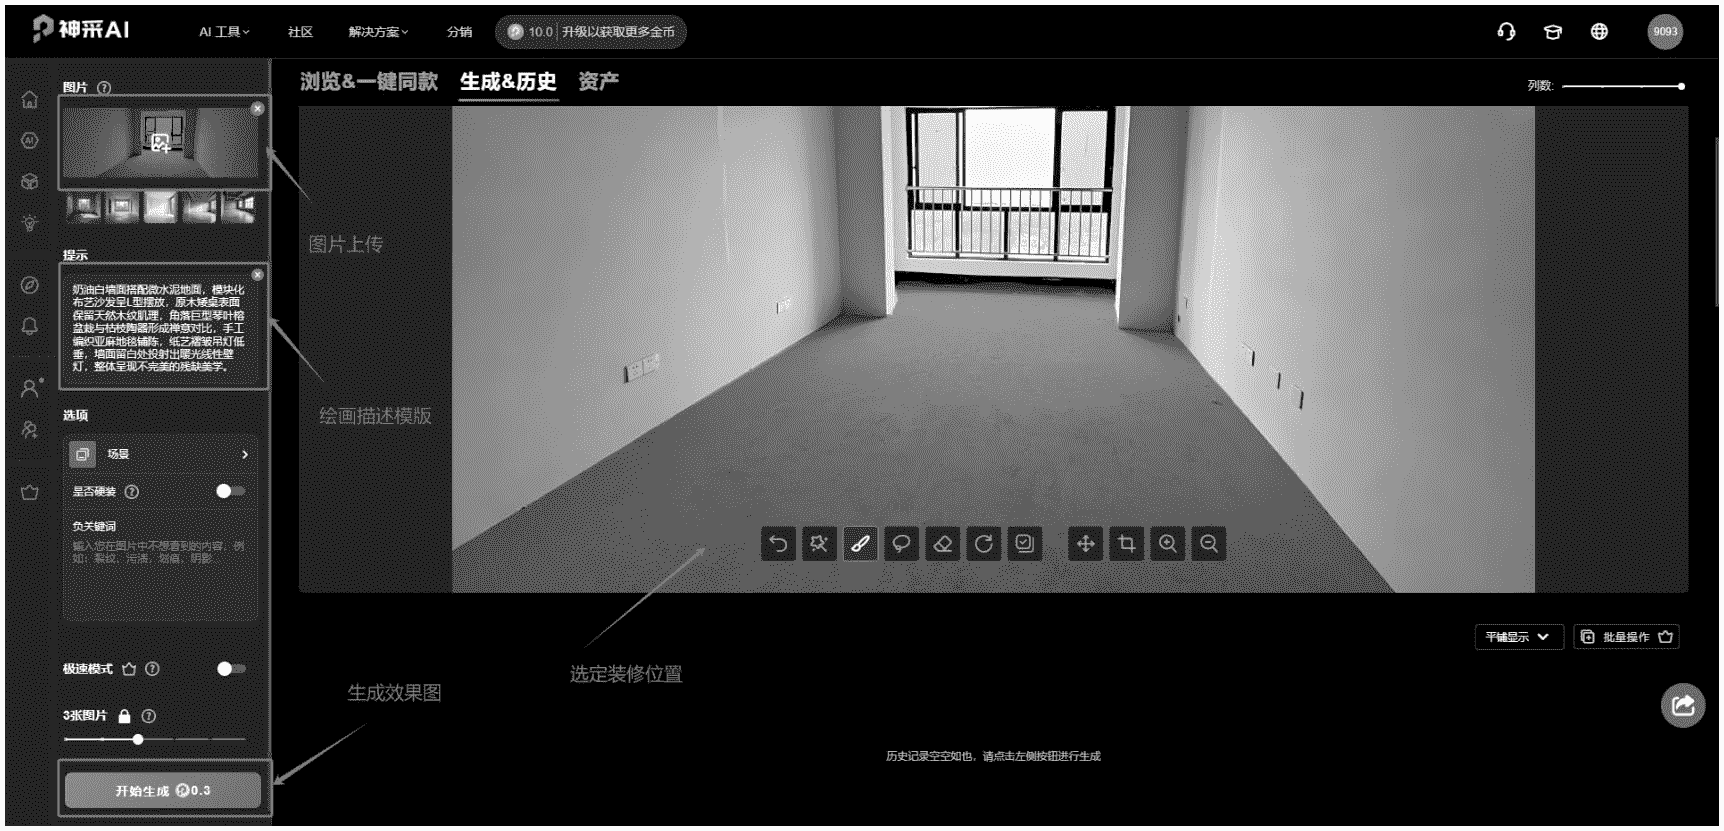 神采AI
AI 工具
社区
解决方案
分销
10.0
升级以获取更多金币
9093
图片
浏览&一键同款
生成&历史
资产
列数:
图片上传
提示
奶油白墙面搭配微水泥地面，模块化
布艺沙发呈L型摆放，原木矮桌表面
保留天然木纹肌理，角落巨型琴叶榕
盆栽与枯枝陶器形成禅意对比，手工
编织亚麻地毯铺陈，纸艺褶皱吊灯低
垂，墙面留白处投射出暖光线性壁
灯，整体呈现不完美的残缺美学。
绘画描述模版
选项
场景
是否硬装
负关键词
输入您在图片中不想看到的内容，例
如：裂纹，污渍，划痕，阴影...
选定装修位置
平铺显示
批量操作
极速模式
生成效果图
3张图片
历史记录空空如也，请点击左侧按钮进行生成
开始生成
0.3